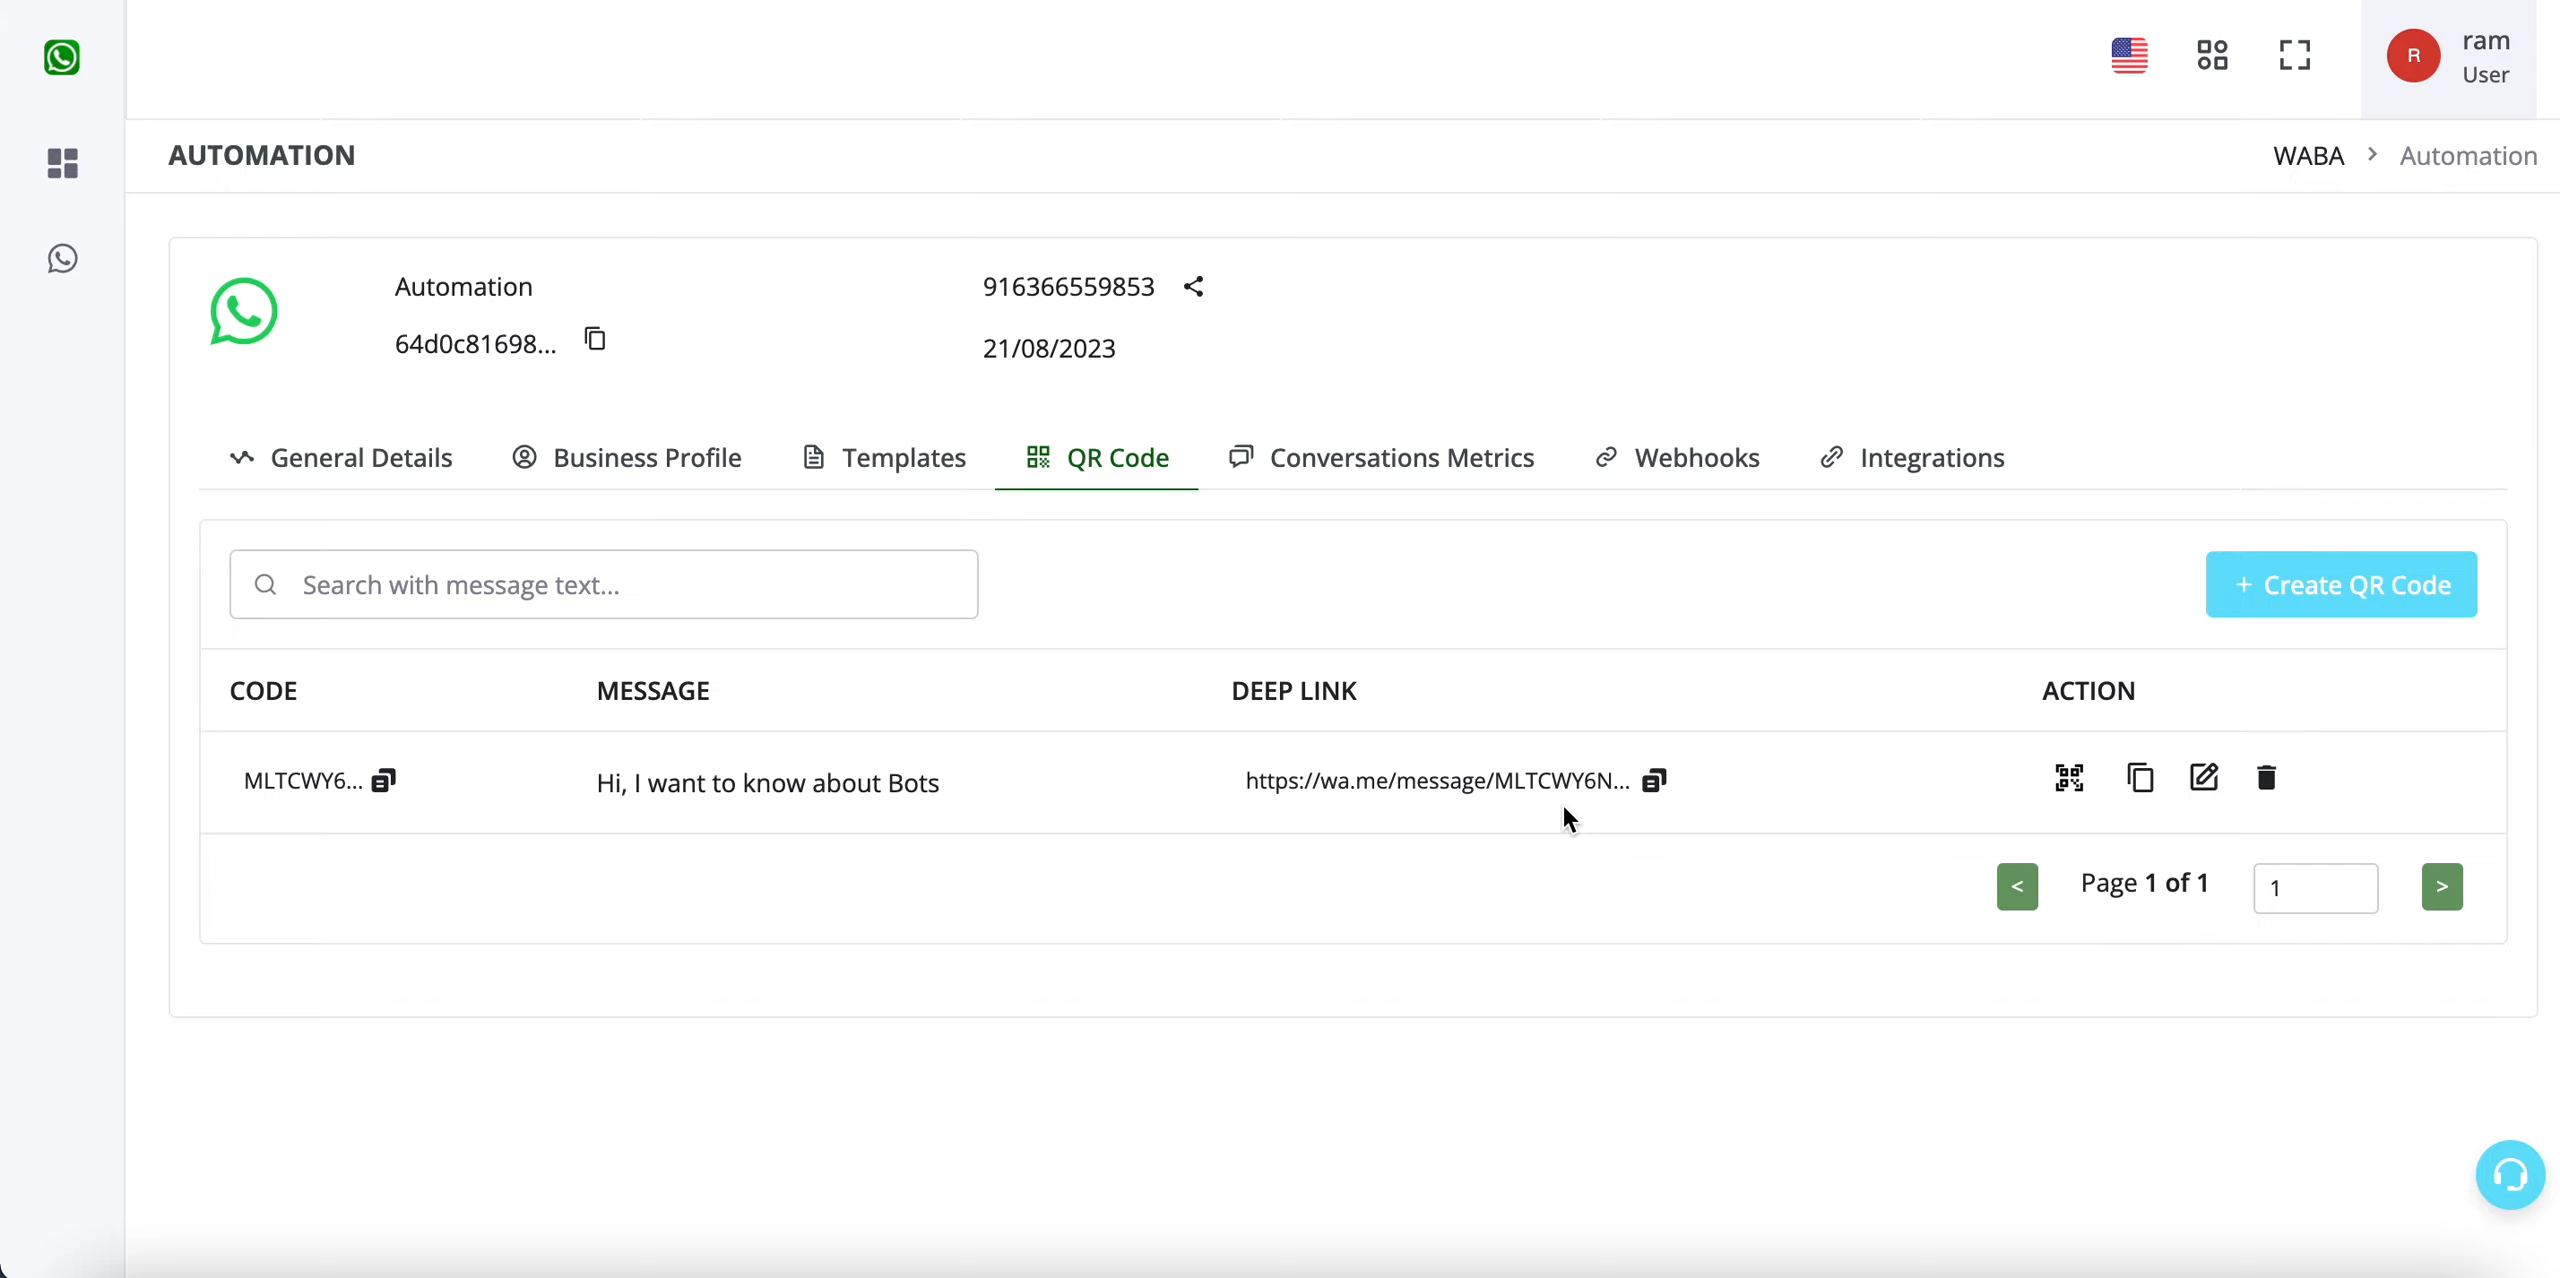 R
ram
User
AUTOMATION
WABA > Automation
Automation
916366559853
64d0c81698...
21/08/2023
General Details
Business Profile
Templates
QR Code
Conversations Metrics
Webhooks
Integrations
Search with message text...
+ Create QR Code
CODE
MESSAGE
DEEP LINK
ACTION
MLTCWY6...
Hi, I want to know about Bots
https://wa.me/message/MLTCWY6N...
<
Page 1 of 1
1
>